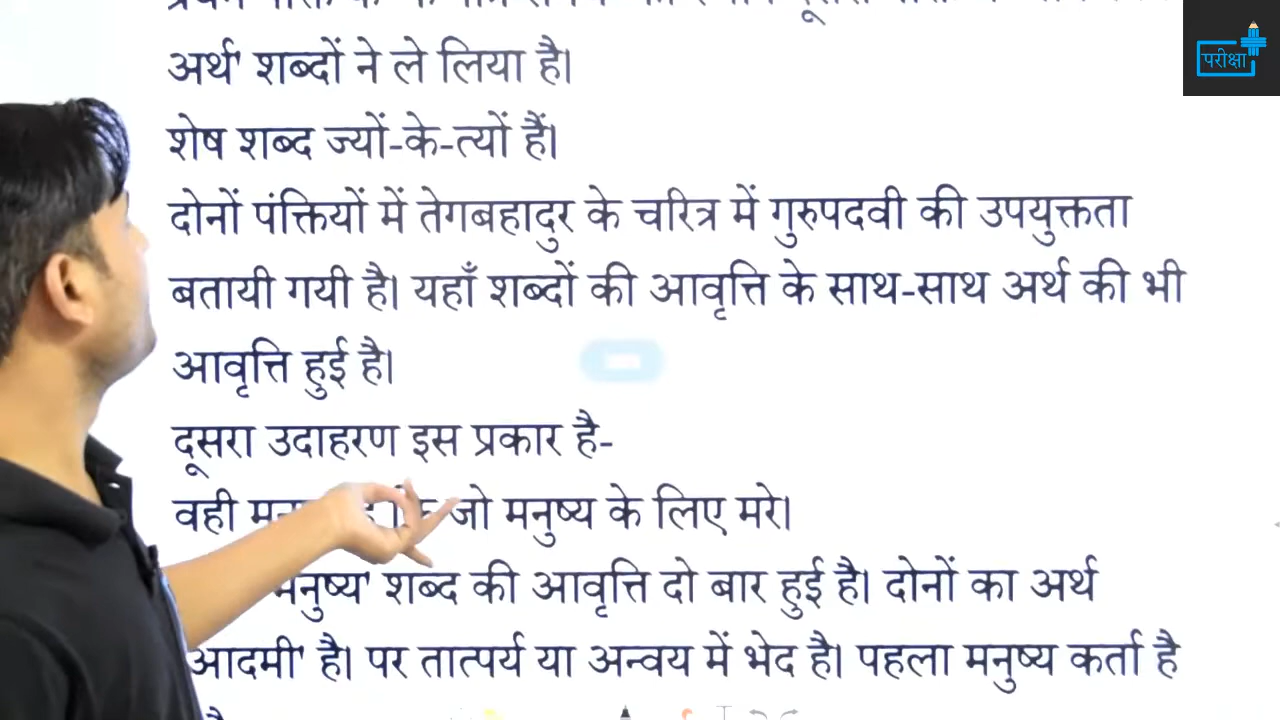 परीक्षा
अर्थ' शब्दों ने ले लिया है।
शेष शब्द ज्यों-के-त्यों हैं।
दोनों पंक्तियों में तेगबहादुर के चरित्र में गुरुपदवी की उपयुक्तता
बतायी गयी है। यहाँ शब्दों की आवृत्ति के साथ-साथ अर्थ की भी
आवृत्ति हुई है।
दूसरा उदाहरण इस प्रकार है-
वही जो मनुष्य के लिए मरे।
मनुष्य' शब्द की आवृत्ति दो बार हुई है। दोनों का अर्थ
आदमी' है। पर तात्पर्य या अन्वय में भेद है। पहला मनुष्य कर्ता है